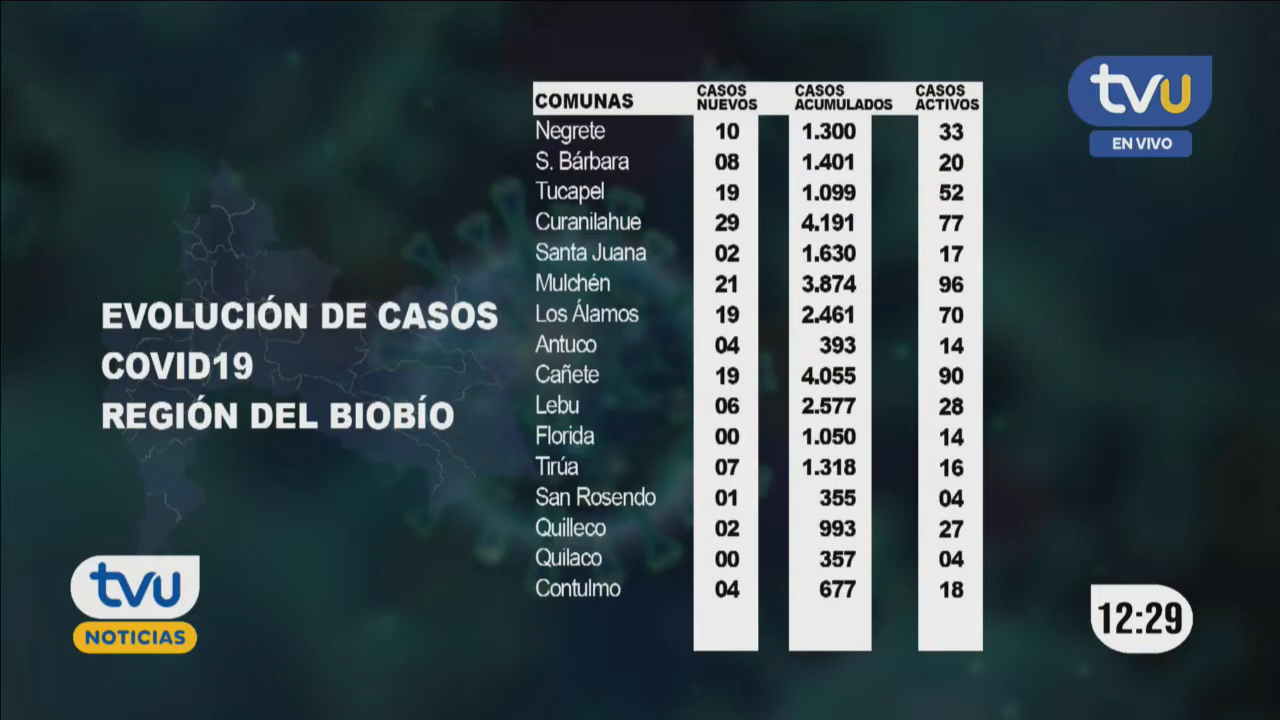 COMUNAS CASOS NUEVOS CASOS ACUMULADOS CASOS ACTIVOS
Negrete 10 1.300 33
S. Bárbara 08 1.401 20
Tucapel 19 1.099 52
Curanilahue 29 4.191 77
Santa Juana 02 1.630 17
Mulchén 21 3.874 96
Los Álamos 19 2.461 70
Antuco 04 393 14
Cañete 19 4.055 90
Lebu 06 2.577 28
Florida 00 1.050 14
Tirúa 07 1.318 16
San Rosendo 01 355 04
Quilleco 02 993 27
Quilaco 00 357 04
Contulmo 04 677 18
EVOLUCIÓN DE CASOS
COVID19
REGIÓN DEL BIOBÍO
tvu
EN VIVO
tvu
NOTICIAS
12:29